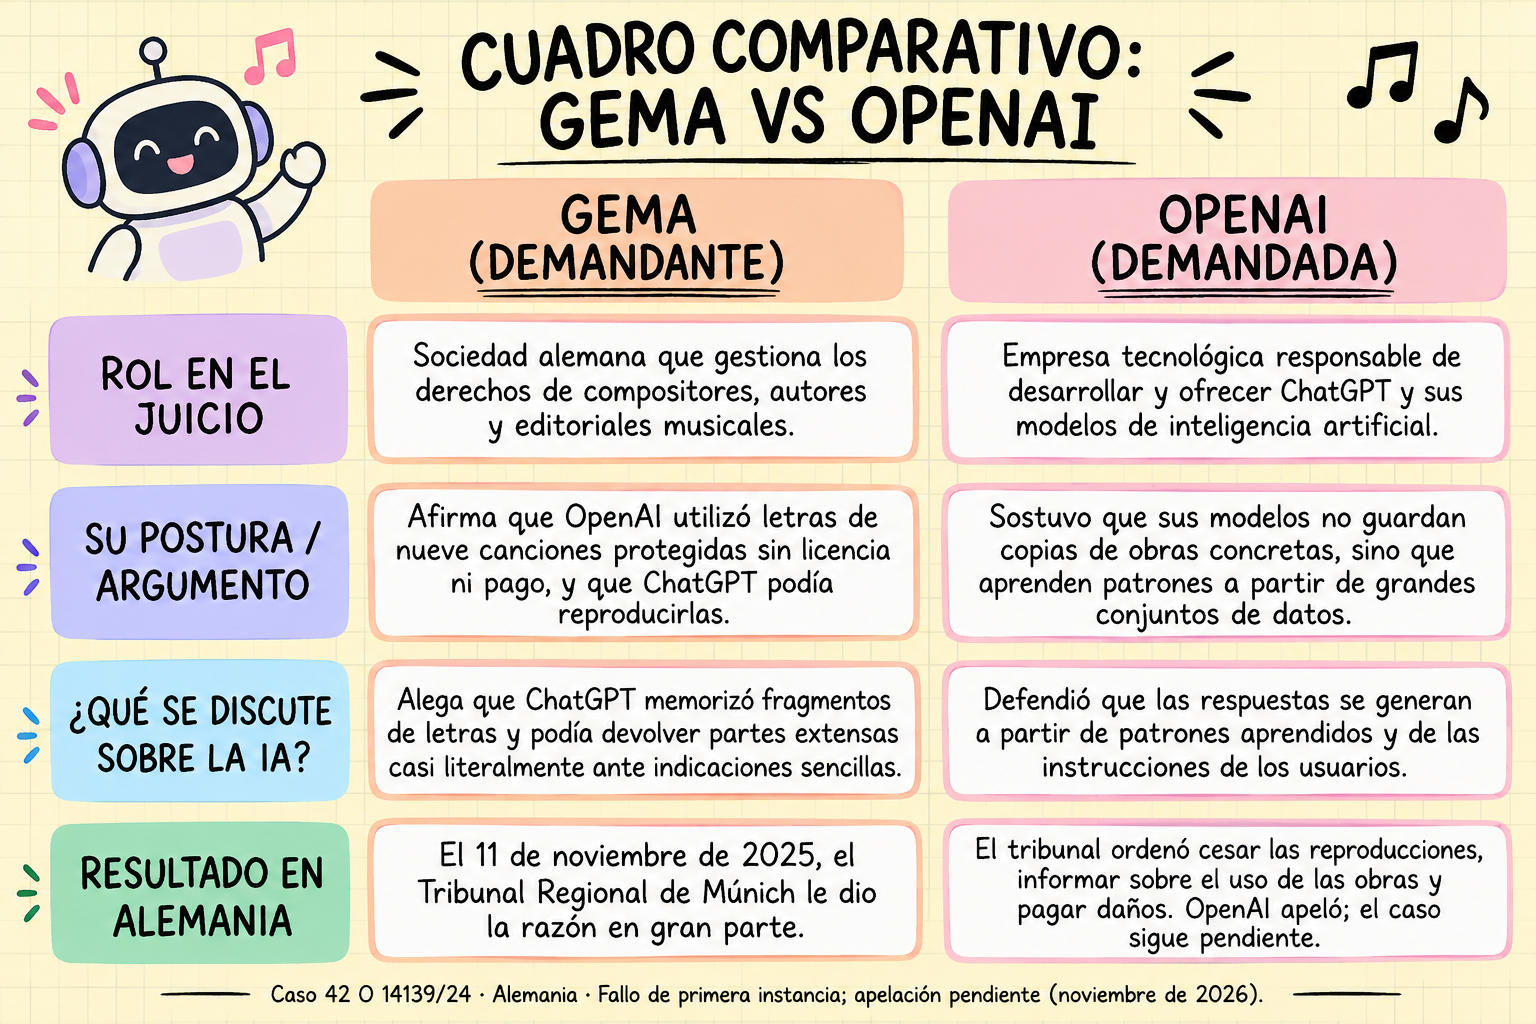 CUADRO COMPARATIVO:
GEMA VS OPENAI
GEMA
(DEMANDANTE)
OPENAI
(DEMANDADA)
ROL EN EL
JUICIO
Sociedad alemana que gestiona los
derechos de compositores, autores
y editoriales musicales.
Empresa tecnológica responsable de
desarrollar y ofrecer ChatGPT y sus
modelos de inteligencia artificial.
SU POSTURA /
ARGUMENTO
Afirma que OpenAI utilizó letras de
nueve canciones protegidas sin licencia
ni pago, y que ChatGPT podía
reproducirlas.
Sostuvo que sus modelos no guardan
copias de obras concretas, sino que
aprenden patrones a partir de grandes
conjuntos de datos.
¿QUÉ SE DISCUTE
SOBRE LA IA?
Alega que ChatGPT memorizó fragmentos
de letras y podía devolver partes extensas
casi literalmente ante indicaciones sencillas.
Defendió que las respuestas se generan
a partir de patrones aprendidos y de las
instrucciones de los usuarios.
RESULTADO EN
ALEMANIA
El 11 de noviembre de 2025, el
Tribunal Regional de Múnich le dio
la razón en gran parte.
El tribunal ordenó cesar las reproducciones,
informar sobre el uso de las obras y
pagar daños. OpenAI apeló; el caso
sigue pendiente.
Caso 42 O 14139/24 · Alemania · Fallo de primera instancia; apelación pendiente (noviembre de 2026).